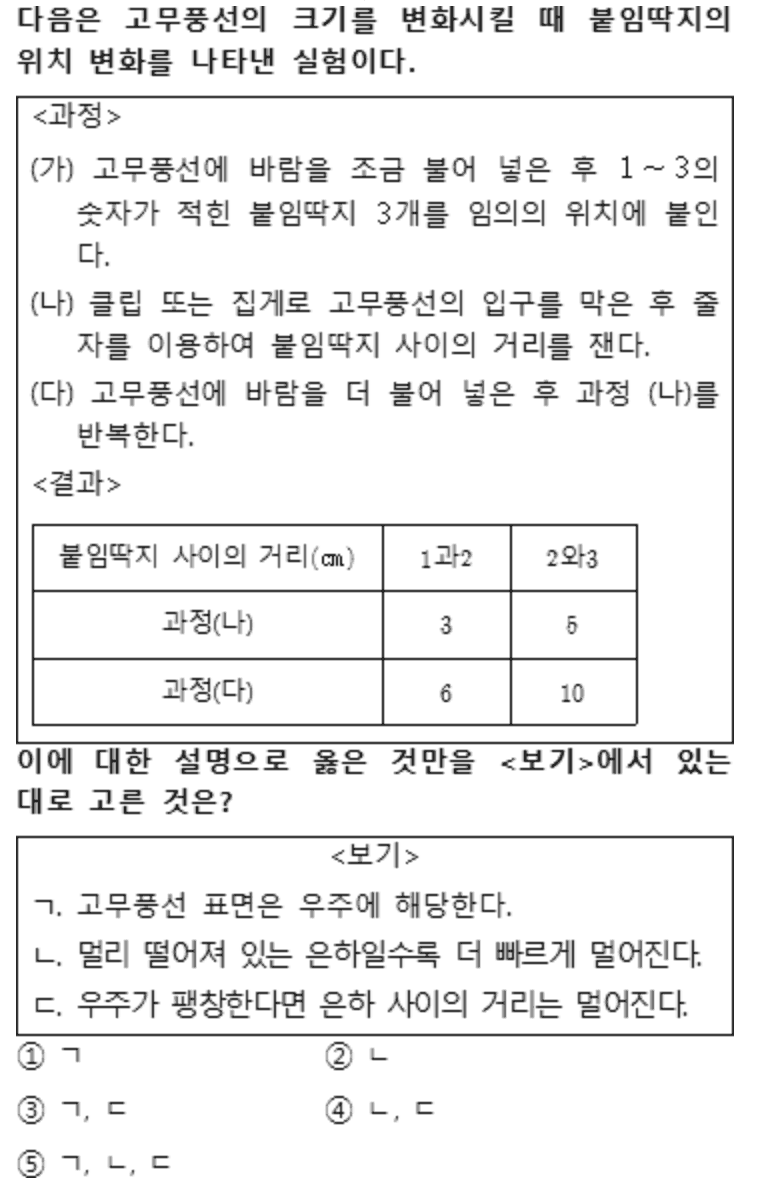 다음은 고무풍선의 크기를 변화시킬 때 붙임딱지의
위치 변화를 나타낸 실험이다.
<과정>
(가) 고무풍선에 바람을 조금 불어 넣은 후 1~3의
숫자가 적힌 붙임딱지 3개를 임의의 위치에 붙인
다.
(나) 클립 또는 집게로 고무풍선의 입구를 막은 후 줄
자를 이용하여 붙임딱지 사이의 거리를 잰다.
(다) 고무풍선에 바람을 더 불어 넣은 후 과정 (나)를
반복한다.
<결과>
붙임딱지 사이의 거리(㎝) 1과2 2와3
과정(나) 3 5
과정(다) 6 10
이에 대한 설명으로 옳은 것만을 <보기>에서 있는
대로 고른 것은?
<보기>
ㄱ. 고무풍선 표면은 우주에 해당한다.
ㄴ. 멀리 떨어져 있는 은하일수록 더 빠르게 멀어진다.
ㄷ. 우주가 팽창한다면 은하 사이의 거리는 멀어진다.
① ㄱ ② ㄴ
③ ㄱ, ㄷ ④ ㄴ, ㄷ
⑤ ㄱ, ㄴ, ㄷ